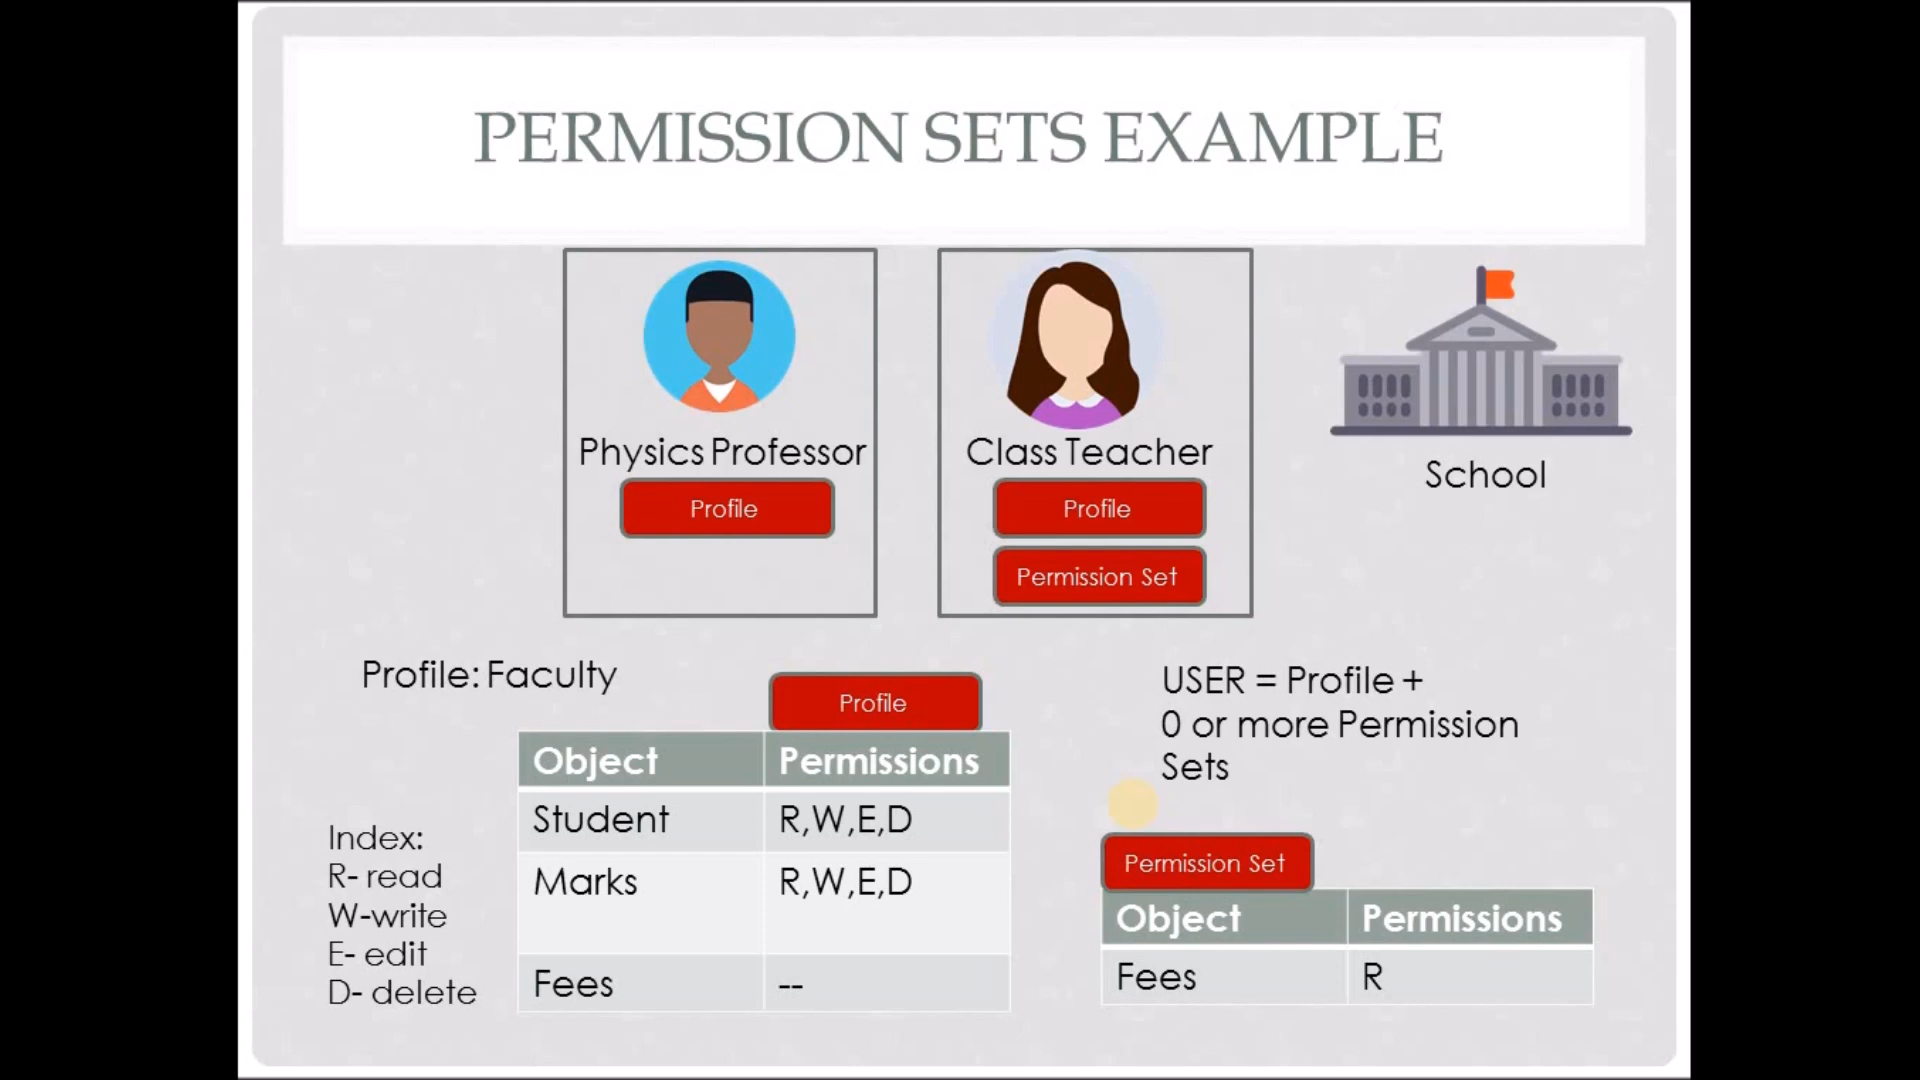 PERMISSION SETS EXAMPLE
Physics Professor
Profile
Class Teacher
Profile
Permission Set
School
Profile: Faculty
Profile
Object Permissions
Student R,W,E,D
Marks R,W,E,D
Fees --
Index:
R- read
W-write
E- edit
D- delete
USER = Profile +
0 or more Permission
Sets
Permission Set
Object Permissions
Fees R